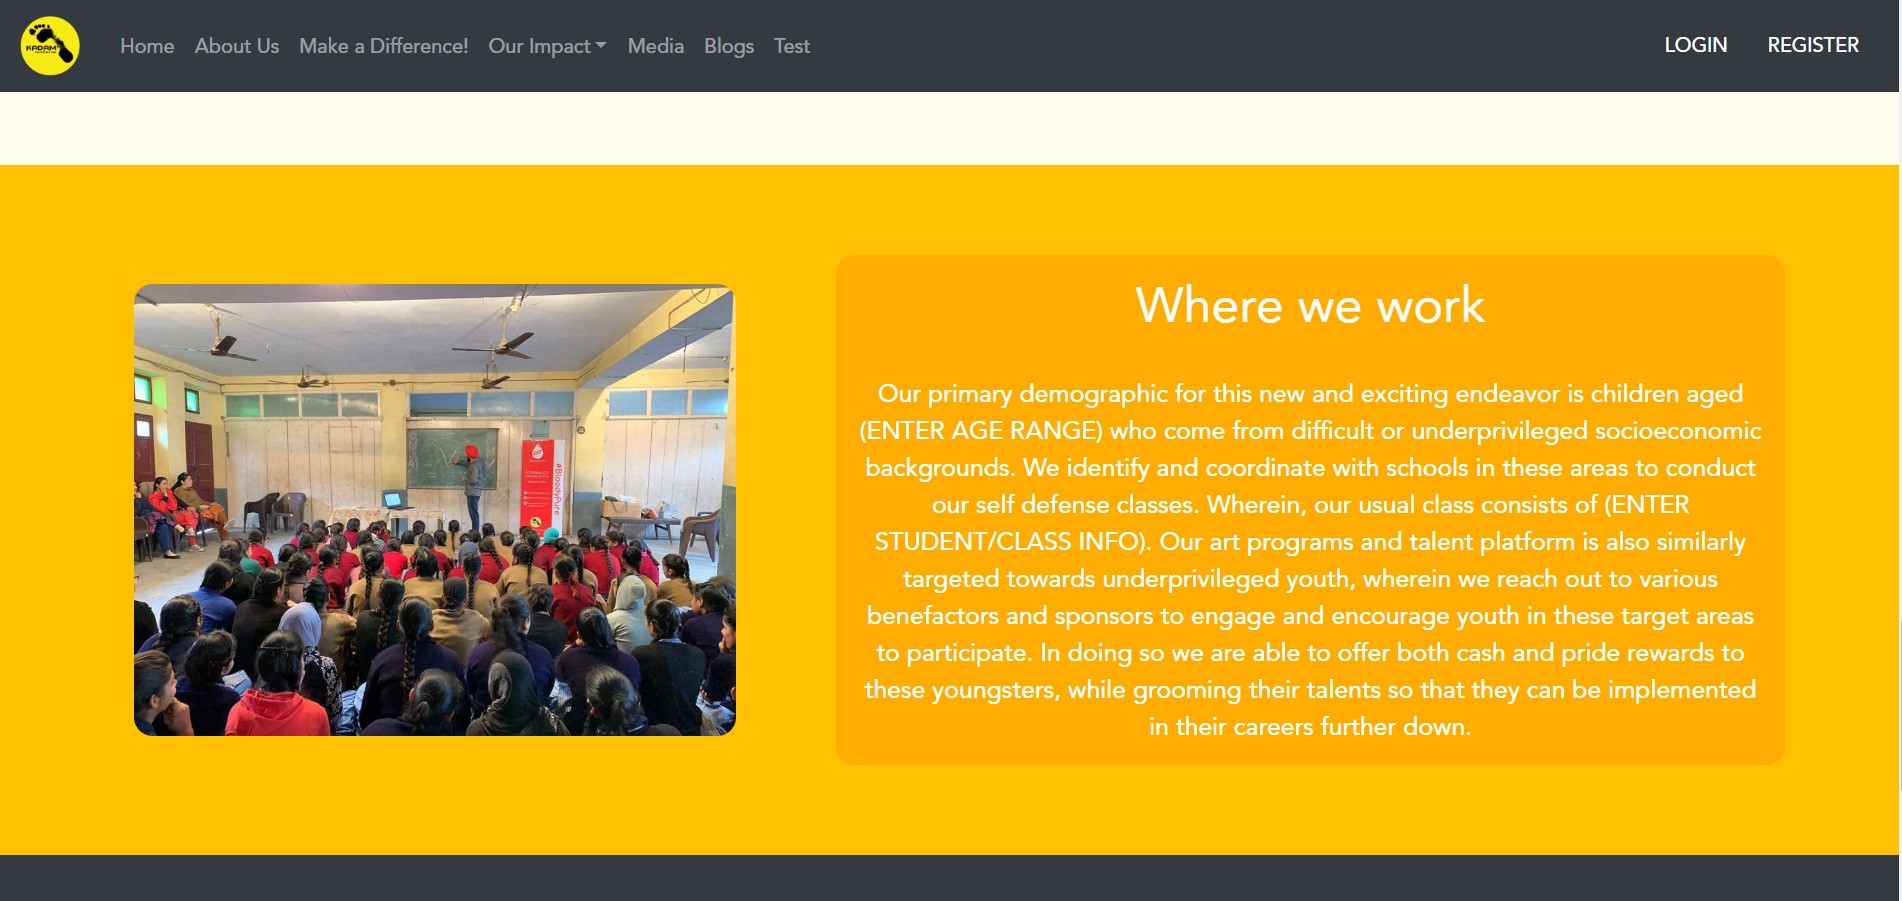 KADAM
Home About Us Make a Difference! Our Impact Media Blogs Test
LOGIN REGISTER
#BloodyPure
Where we work
Our primary demographic for this new and exciting endeavor is children aged
(ENTER AGE RANGE) who come from difficult or underprivileged socioeconomic
backgrounds. We identify and coordinate with schools in these areas to conduct
our self defense classes. Wherein, our usual class consists of (ENTER
STUDENT/CLASS INFO). Our art programs and talent platform is also similarly
targeted towards underprivileged youth, wherein we reach out to various
benefactors and sponsors to engage and encourage youth in these target areas
to participate. In doing so we are able to offer both cash and pride rewards to
these youngsters, while grooming their talents so that they can be implemented
in their careers further down.